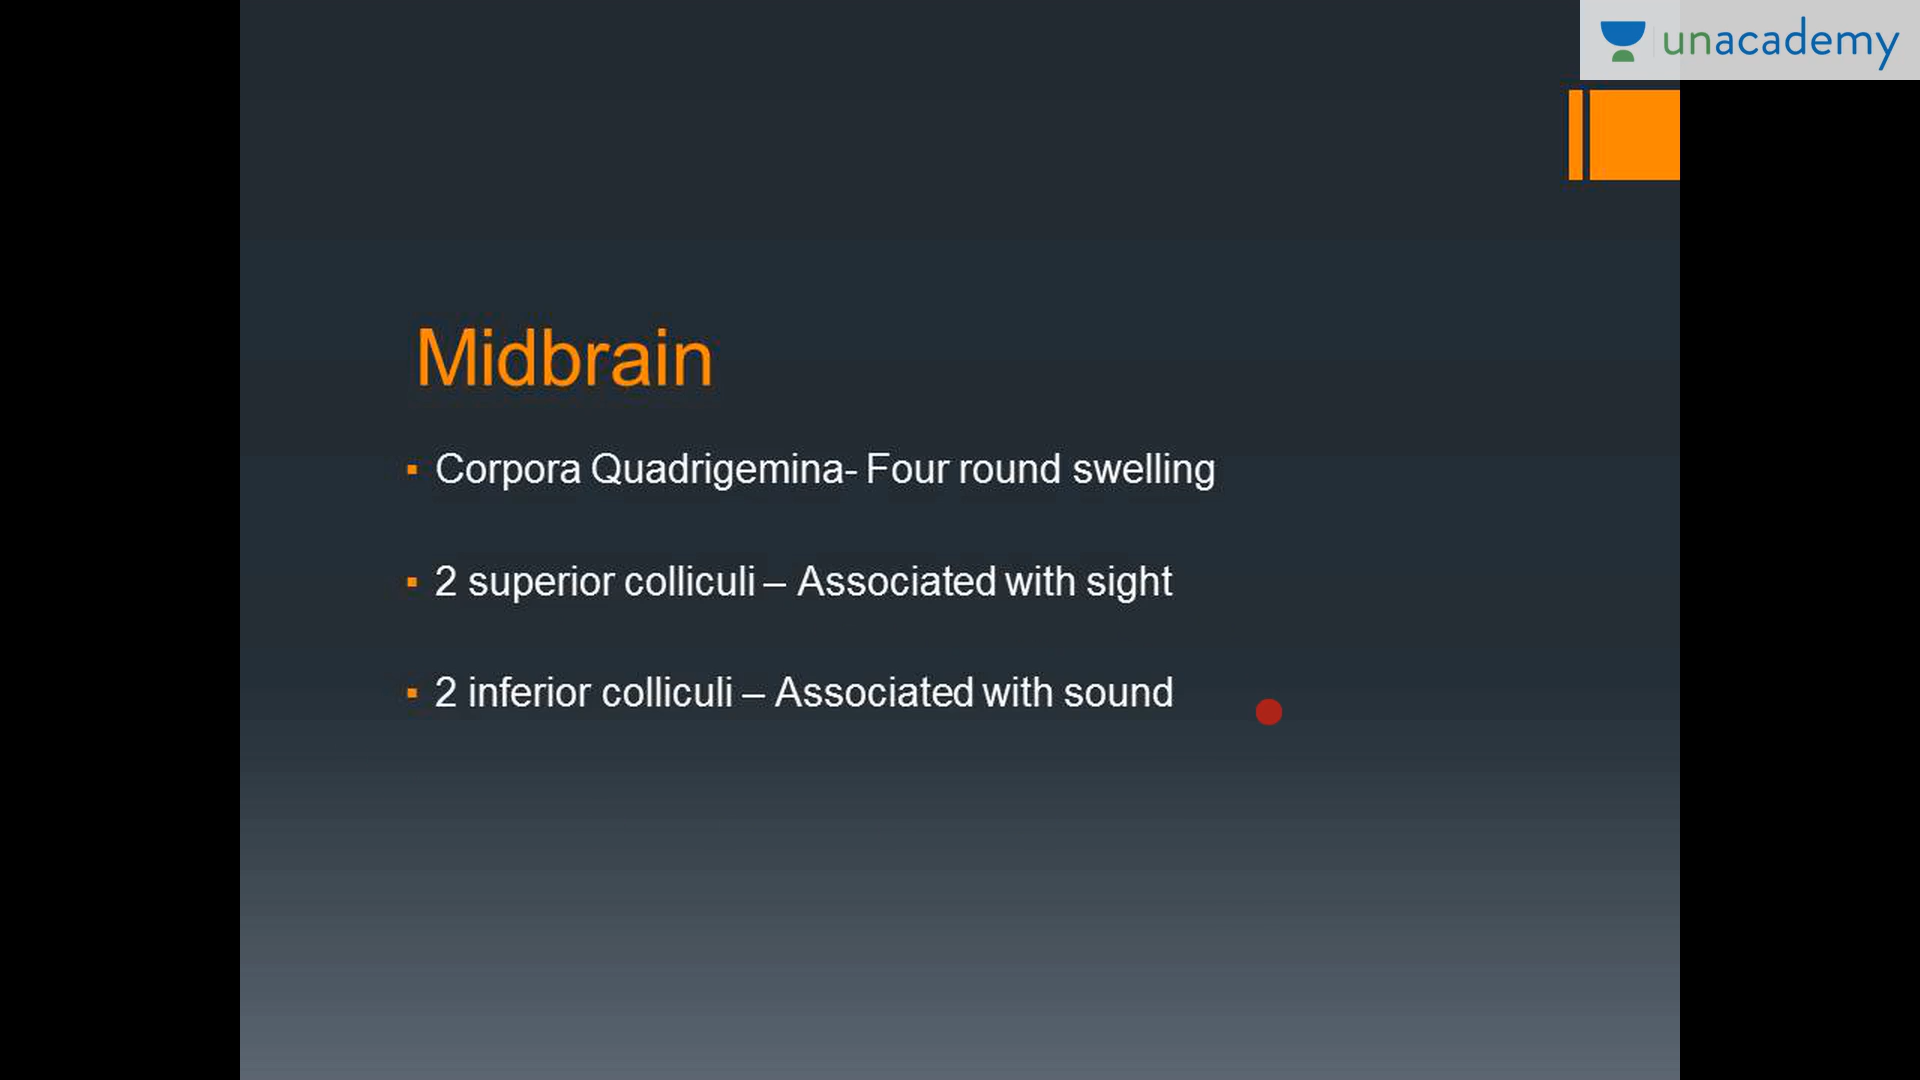 unacademy
Midbrain
▪ Corpora Quadrigemina- Four round swelling
▪ 2 superior colliculi – Associated with sight
▪ 2 inferior colliculi – Associated with sound